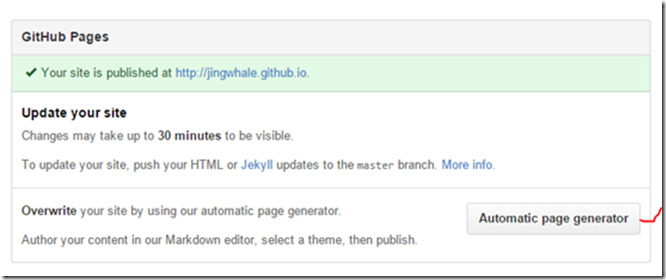 GitHub Pages
✔ Your site is published at http://jingwhale.github.io.
Update your site
Changes may take up to 30 minutes to be visible.
To update your site, push your HTML or Jekyll updates to the master branch. More info.
Overwrite your site by using our automatic page generator.
Automatic page generator
Author your content in our Markdown editor, select a theme, then publish.